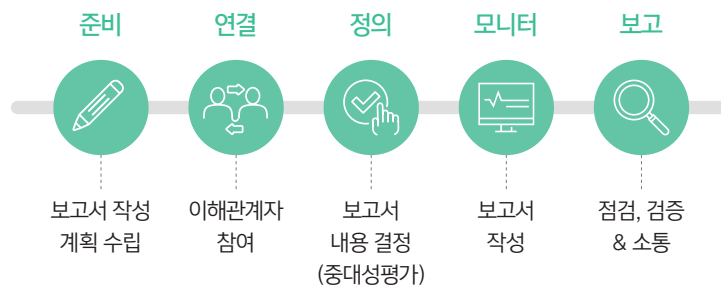 준비
연결
정의
모니터
보고
보고서 작성
계획 수립
이해관계자
참여
보고서
내용 결정
(중대성평가)
보고서
작성
점검, 검증
& 소통